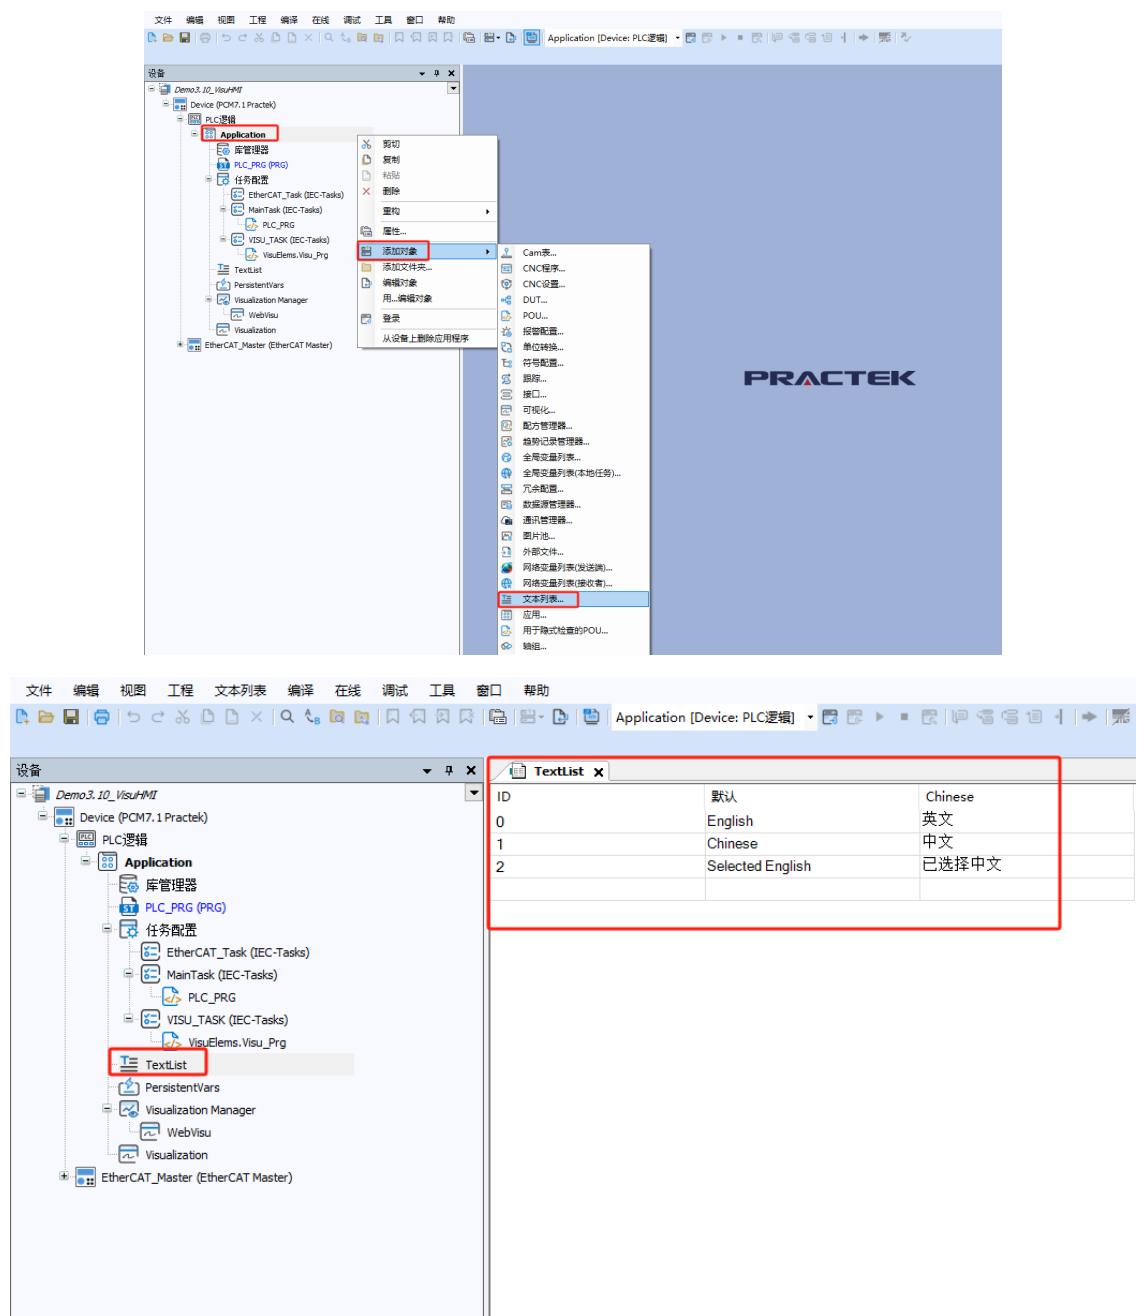 文件 编辑 视图 工程 编译 在线 调试 工具 窗口 帮助
Application [Device: PLC逻辑]
设备
Demo3.10_VisuHMI
Device (PCM7.1 Practek)
PLC逻辑
Application
库管理器
PLC_PRG (PRG)
任务配置
EtherCAT_Task (IEC-Tasks)
MainTask (IEC-Tasks)
PLC_PRG
VISU_TASK (IEC-Tasks)
VisuElems.Visu_Prg
TextList
PersistentVars
Visualization Manager
WebVisu
Visualization
EtherCAT_Master (EtherCAT Master)
剪切
复制
粘贴
删除
重构
属性...
添加对象
添加文件夹...
编辑对象
用...编辑对象
登录
从设备上删除应用程序
Cam表...
CNC程序...
CNC设置...
DUT...
POU...
报警配置...
单位转换...
符号配置...
跟踪...
接口...
可视化...
配方管理器...
趋势记录管理器...
全局变量列表...
全局变量列表(本地任务)...
冗余配置...
数据源管理器...
通讯管理器...
图片池...
外部文件...
网络变量列表(发送端)...
网络变量列表(接收者)...
文本列表...
应用...
用于隐式检查的POU...
轴组...
PRACTEK
文件 编辑 视图 工程 文本列表 编译 在线 调试 工具 窗口 帮助
Application [Device: PLC逻辑]
设备
Demo3.10_VisuHMI
Device (PCM7.1 Practek)
PLC逻辑
Application
库管理器
PLC_PRG (PRG)
任务配置
EtherCAT_Task (IEC-Tasks)
MainTask (IEC-Tasks)
PLC_PRG
VISU_TASK (IEC-Tasks)
VisuElems.Visu_Prg
TextList
PersistentVars
Visualization Manager
WebVisu
Visualization
EtherCAT_Master (EtherCAT Master)
TextList
ID 默认 Chinese
0 English 英文
1 Chinese 中文
2 Selected English 已选择中文